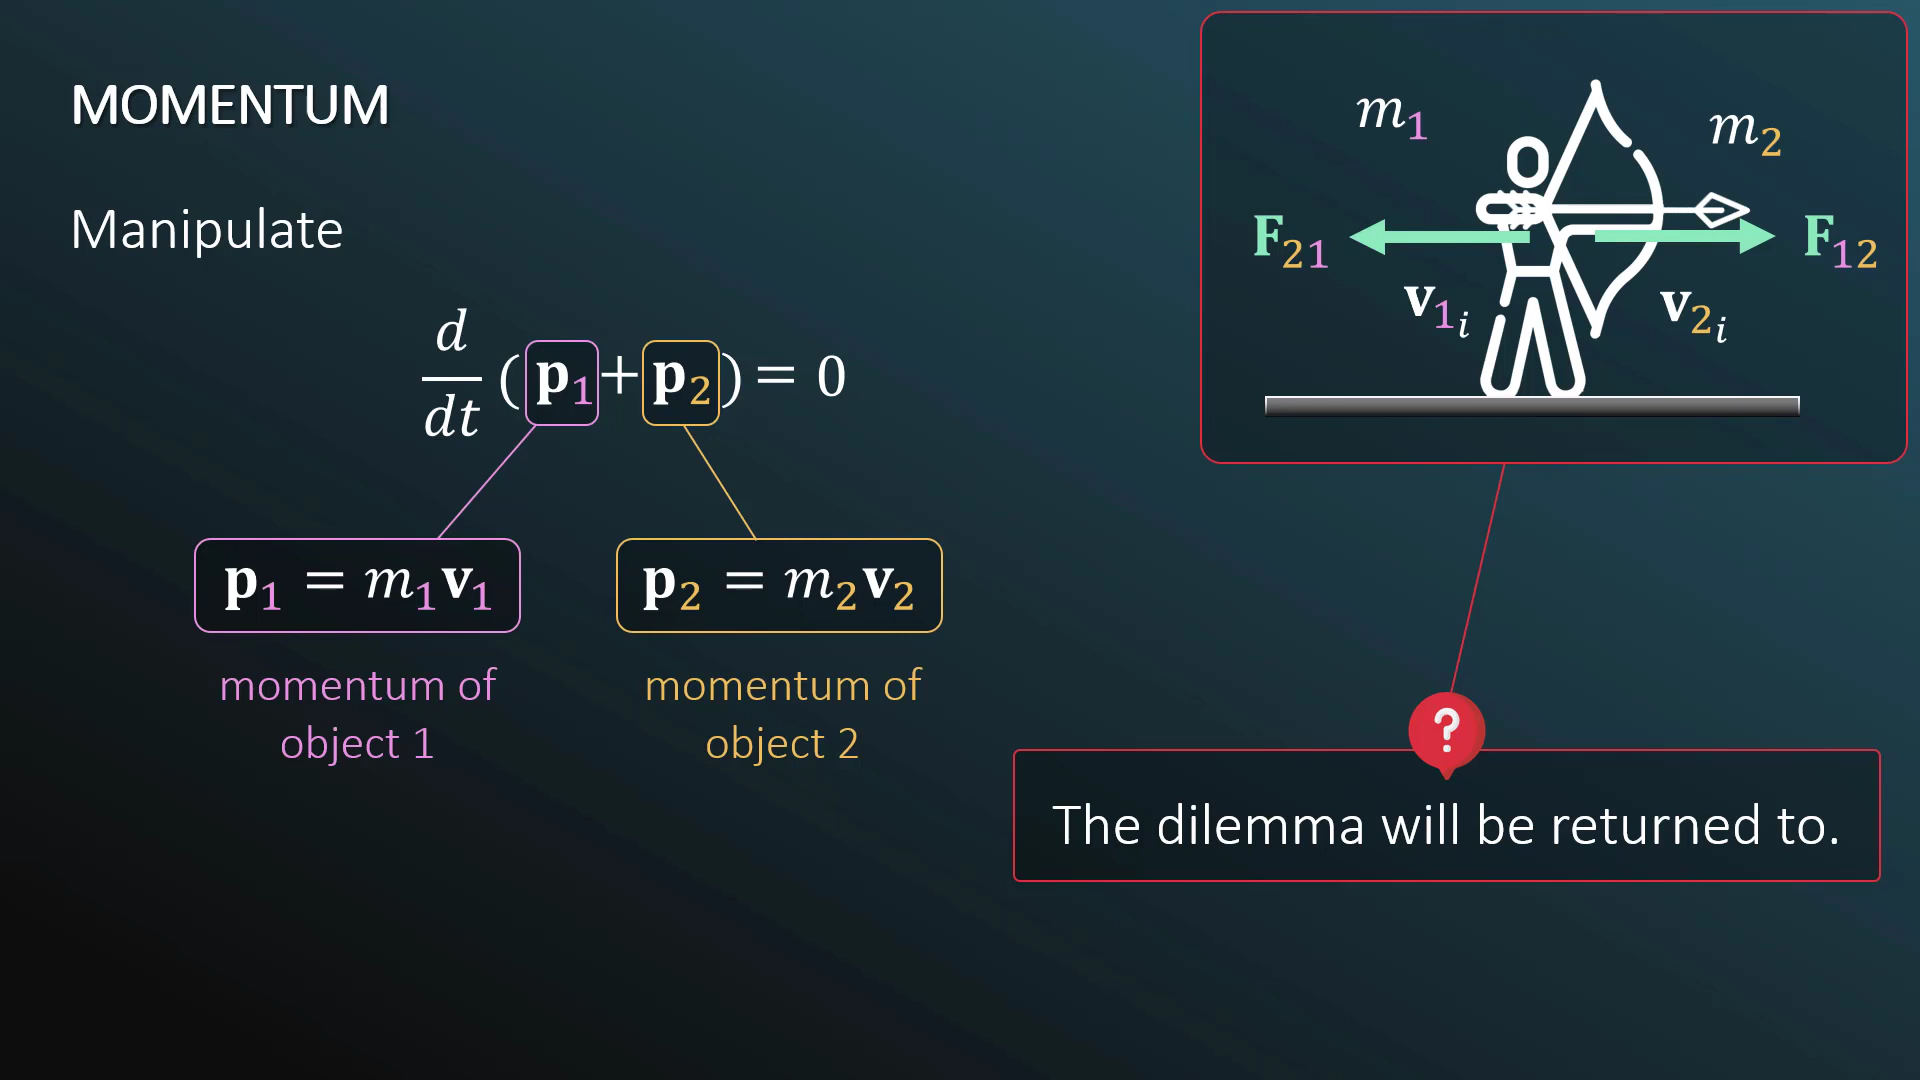 MOMENTUM
Manipulate
d/dt (p₁+p₂) = 0
p₁ = m₁v₁
p₂ = m₂v₂
momentum of
object 1
momentum of
object 2
m₁
m₂
F₂₁
F₁₂
v₁ᵢ
v₂ᵢ
?
The dilemma will be returned to.